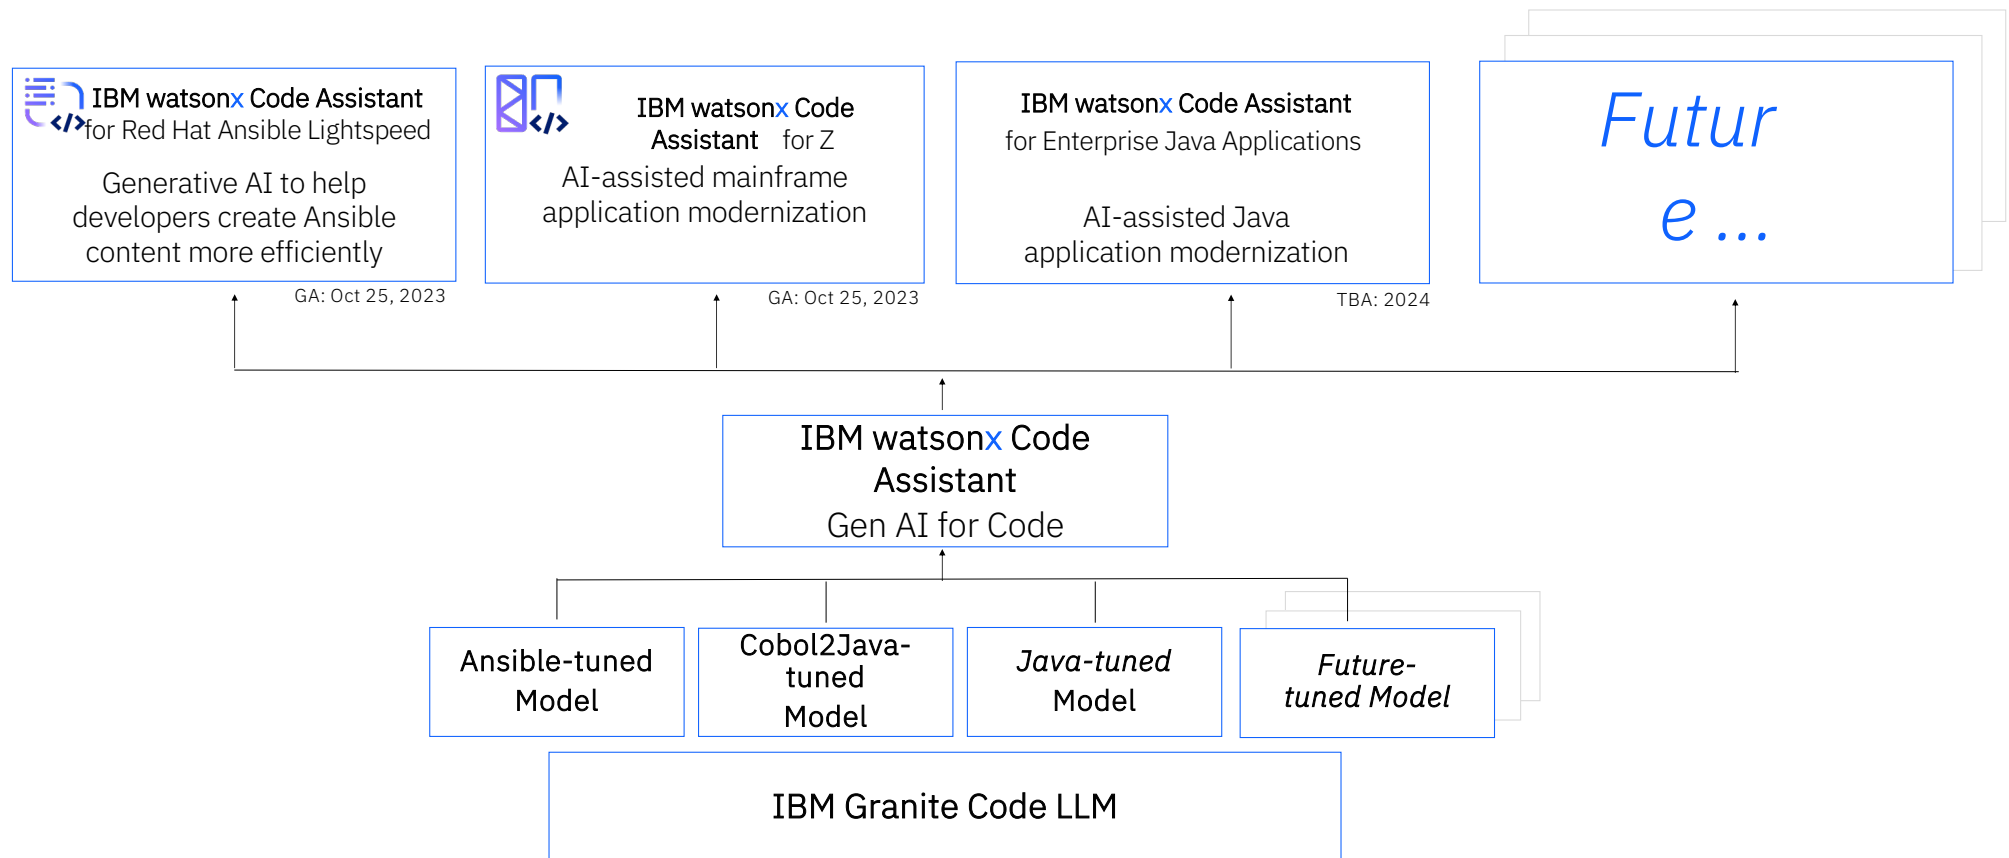 IBM watsonx Code Assistant
for Red Hat Ansible Lightspeed
Generative AI to help
developers create Ansible
content more efficiently
GA: Oct 25, 2023
IBM watsonx Code
Assistant for Z
AI-assisted mainframe
application modernization
GA: Oct 25, 2023
IBM watsonx Code Assistant
for Enterprise Java Applications
AI-assisted Java
application modernization
TBA: 2024
Futur
e ...
IBM watsonx Code
Assistant
Gen AI for Code
Ansible-tuned
Model
Cobol2Java-
tuned
Model
Java-tuned
Model
Future-
tuned Model
IBM Granite Code LLM